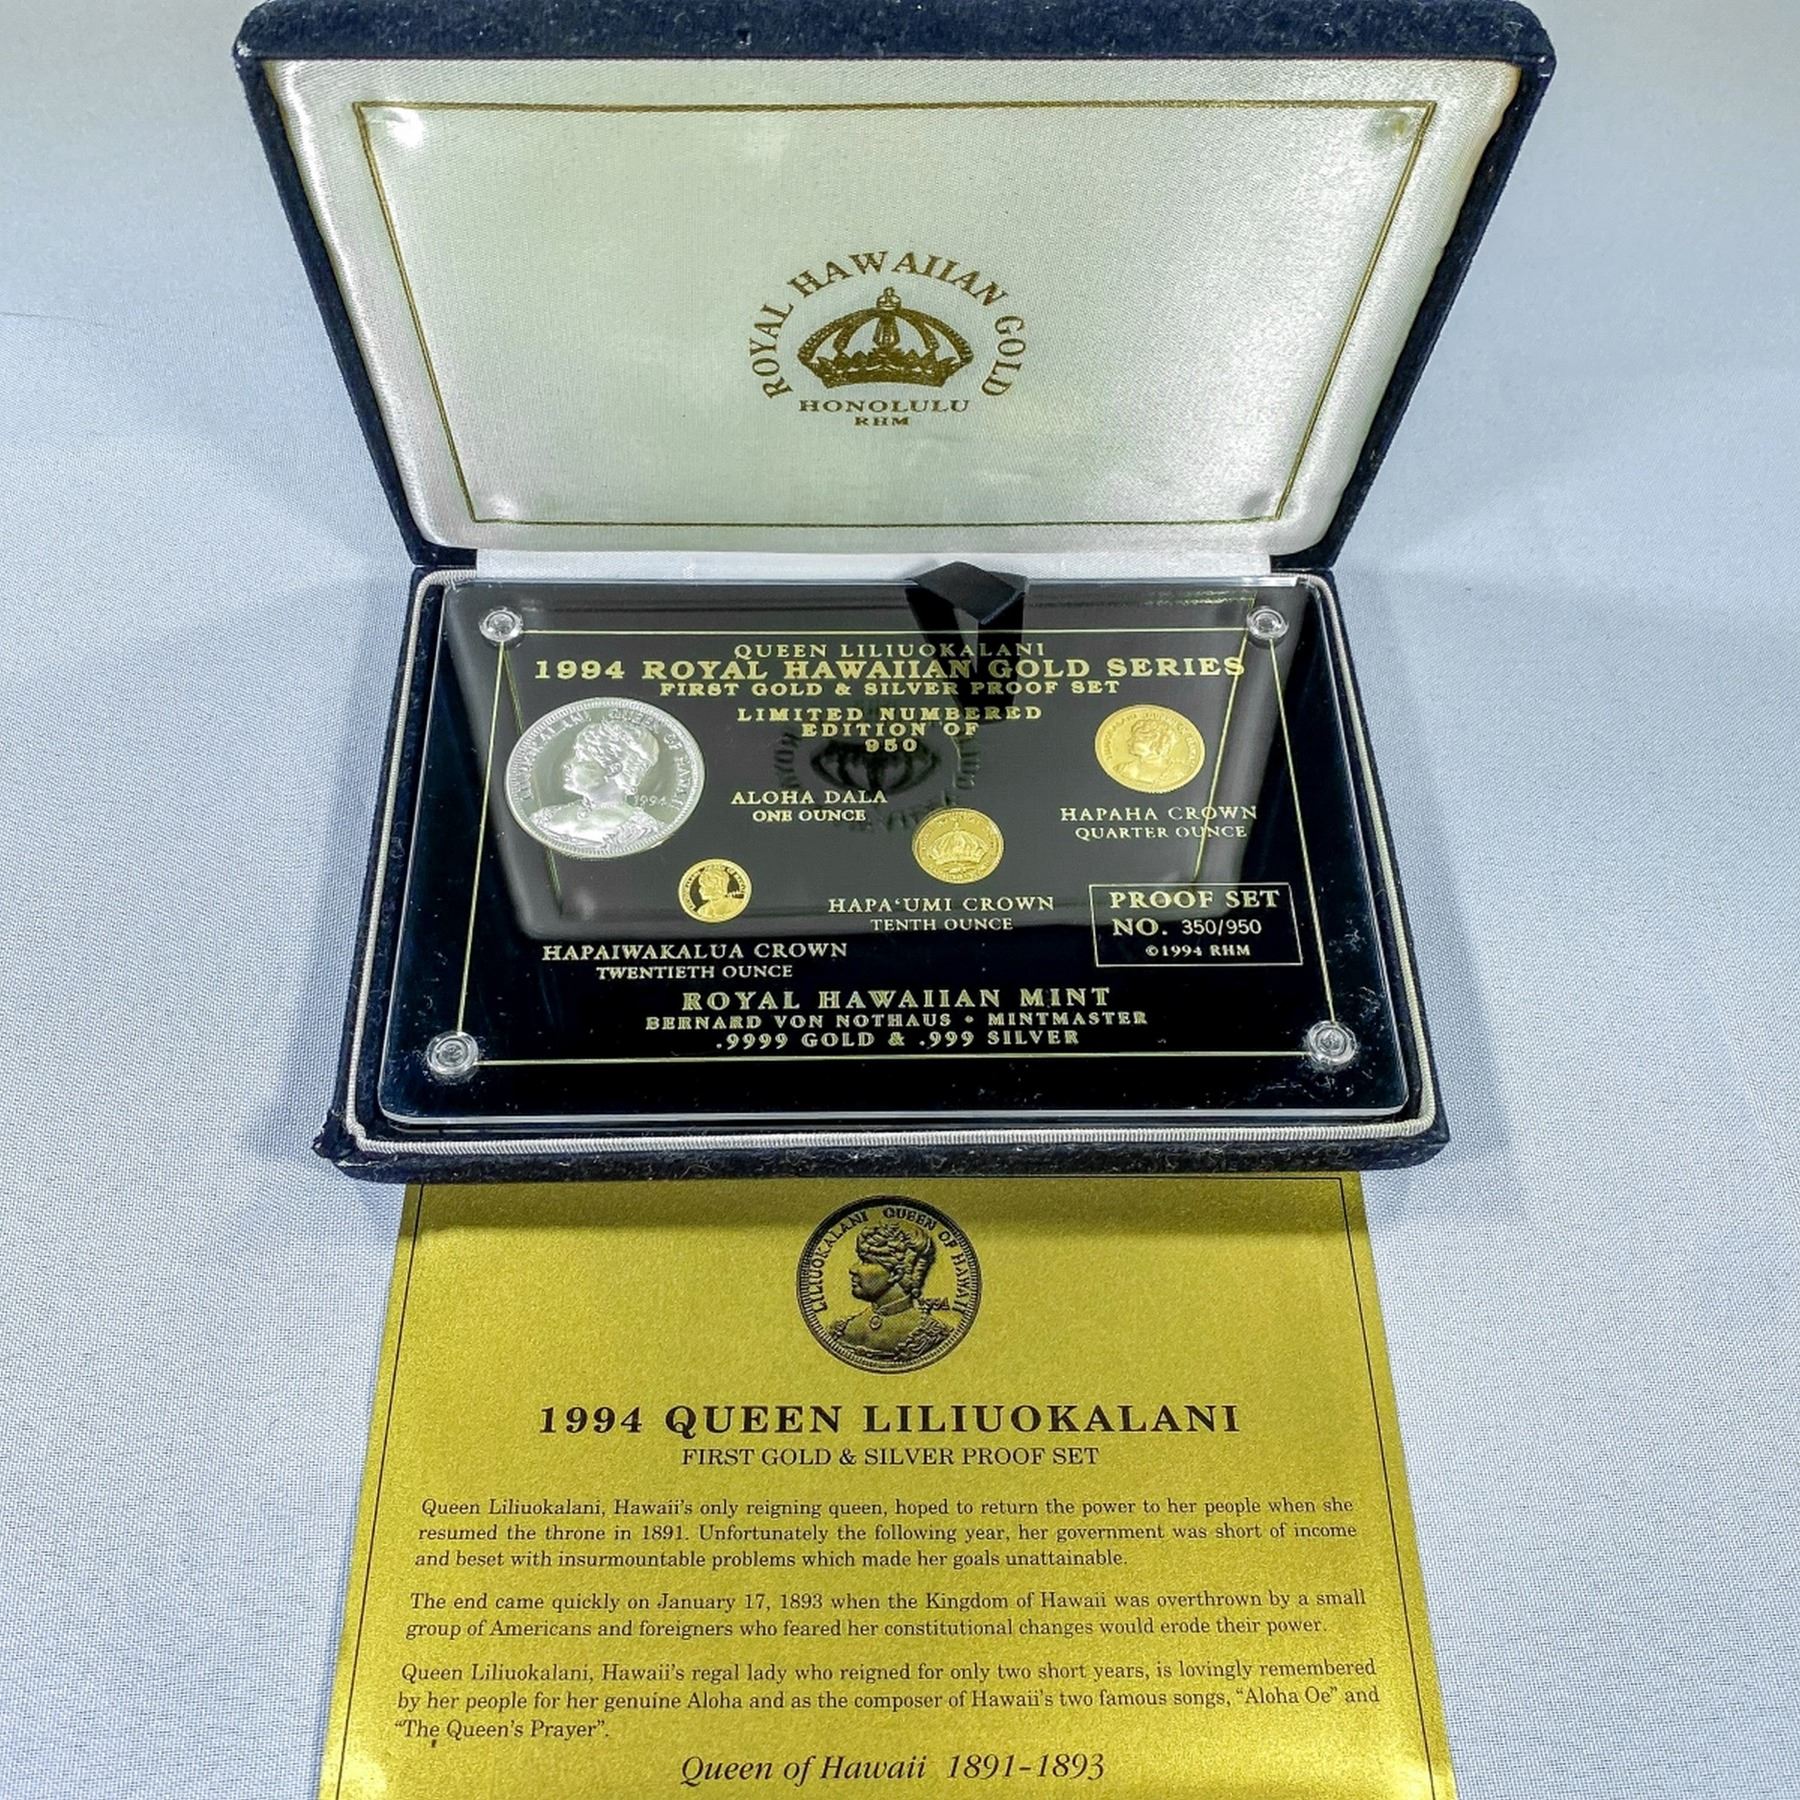 ROYAL HAWAIIAN GOLD
HONOLULU
RHM
QUEEN LILIUOKALANI
1994 ROYAL HAWAIIAN GOLD SERIES
FIRST GOLD & SILVER PROOF SET
LIMITED NUMBERED
EDITION OF
950
LILIUOKALANI QUEEN OF HAWAII
1994
ALOHA DALA
ONE OUNCE
HAPAHA CROWN
QUARTER OUNCE
HAPA‘UMI CROWN
TENTH OUNCE
HAPAIWAKALUA CROWN
TWENTIETH OUNCE
PROOF SET
NO. 350/950
©1994 RHM
ROYAL HAWAIIAN MINT
BERNARD VON NOTHAUS • MINTMASTER
.9999 GOLD & .999 SILVER
LILIUOKALANI QUEEN OF HAWAII
1994
1994 QUEEN LILIUOKALANI
FIRST GOLD & SILVER PROOF SET
Queen Liliuokalani, Hawaii's only reigning queen, hoped to return the power to her people when she
resumed the throne in 1891. Unfortunately the following year, her government was short of income
and beset with insurmountable problems which made her goals unattainable.
The end came quickly on January 17, 1893 when the Kingdom of Hawaii was overthrown by a small
group of Americans and foreigners who feared her constitutional changes would erode their power.
Queen Liliuokalani, Hawaii's regal lady who reigned for only two short years, is lovingly remembered
by her people for her genuine Aloha and as the composer of Hawaii's two famous songs, “Aloha Oe” and
“The Queen's Prayer”.
Queen of Hawaii 1891-1893